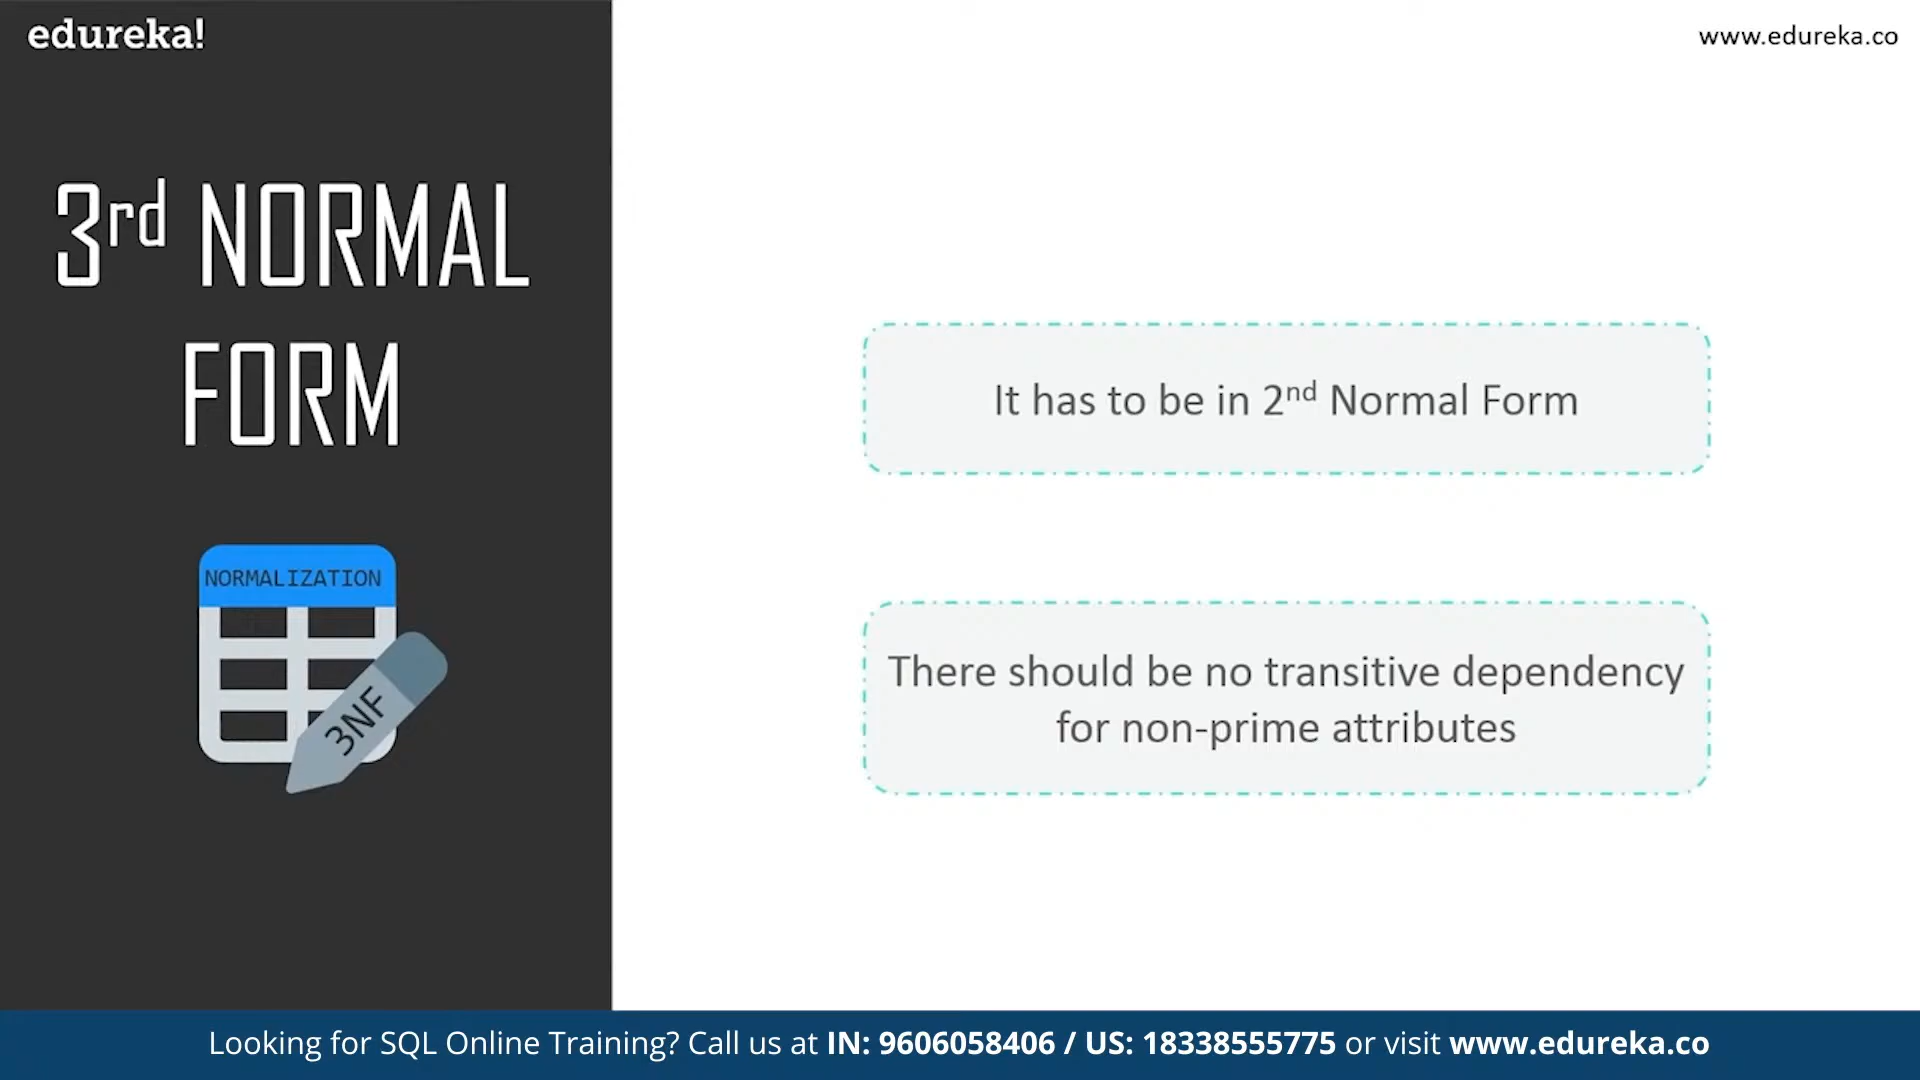 edureka!
www.edureka.co
3rd NORMAL
FORM
NORMALIZATION
3NF
It has to be in 2nd Normal Form
There should be no transitive dependency
for non-prime attributes
Looking for SQL Online Training? Call us at IN: 9606058406 / US: 18338555775 or visit www.edureka.co